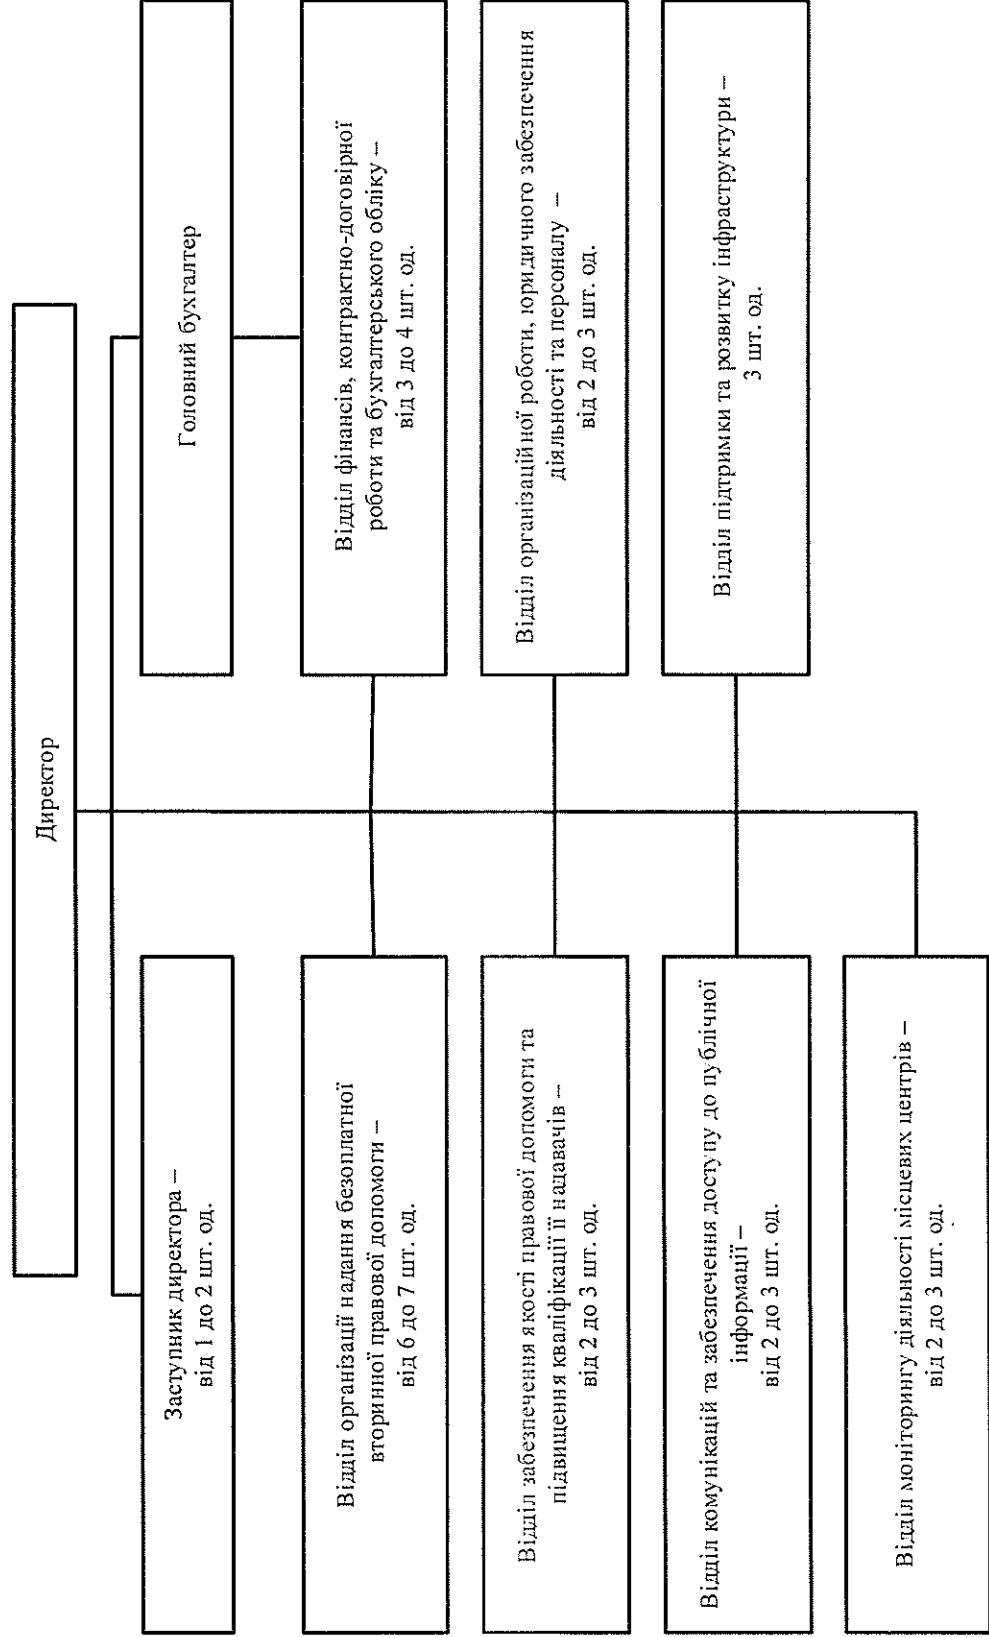 Директор
Заступник директора –
від 1 до 2 шт. од.
Головний бухгалтер
Відділ організації надання безоплатної
вторинної правової допомоги –
від 6 до 7 шт. од.
Відділ фінансів, контрактно-договірної
роботи та бухгалтерського обліку –
від 3 до 4 шт. од.
Відділ забезпечення якості правової допомоги та
підвищення кваліфікації її надавачів –
від 2 до 3 шт. од.
Відділ організаційної роботи, юридичного забезпечення
діяльності та персоналу –
від 2 до 3 шт. од.
Відділ комунікацій та забезпечення доступу до публічної
інформації –
від 2 до 3 шт. од.
Відділ підтримки та розвитку інфраструктури –
3 шт. од.
Відділ моніторингу діяльності місцевих центрів –
від 2 до 3 шт. од.